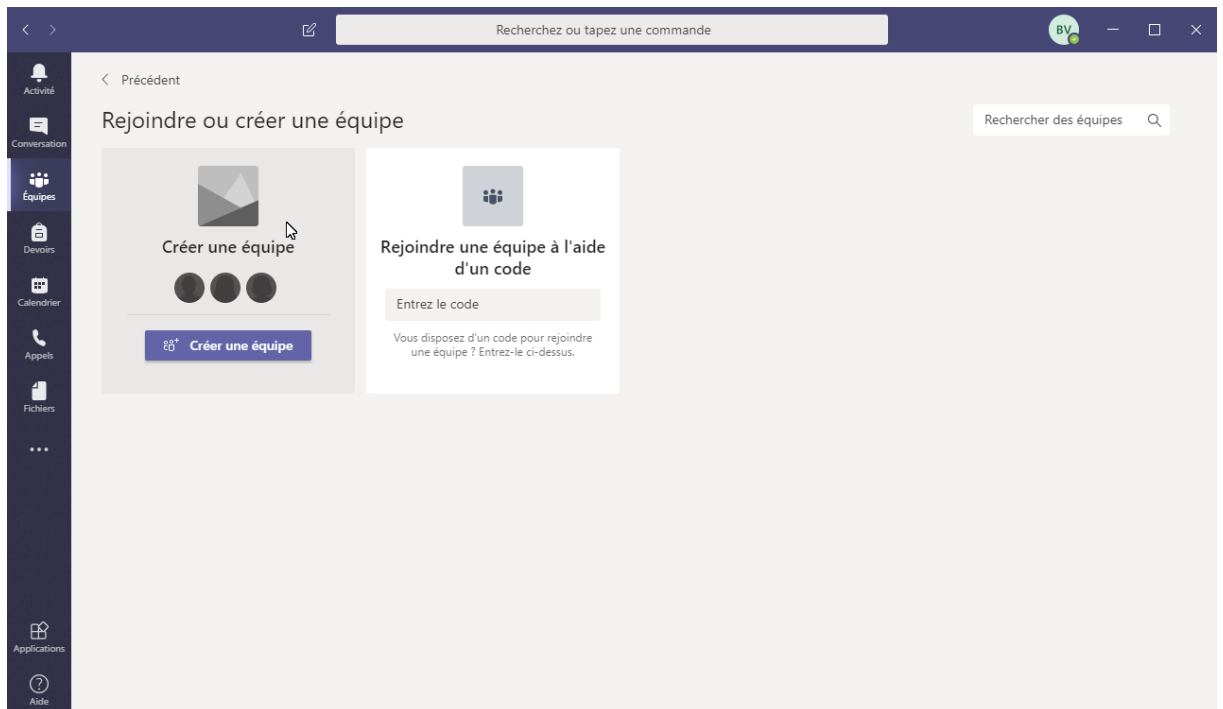 Recherchez ou tapez une commande
BV
Activité
Conversation
Équipes
Devoirs
Calendrier
Appels
Fichiers
Applications
Aide
Précédent
Rejoindre ou créer une équipe
Rechercher des équipes
Créer une équipe
Créer une équipe
Rejoindre une équipe à l'aide
d'un code
Entrez le code
Vous disposez d'un code pour rejoindre
une équipe ? Entrez-le ci-dessus.